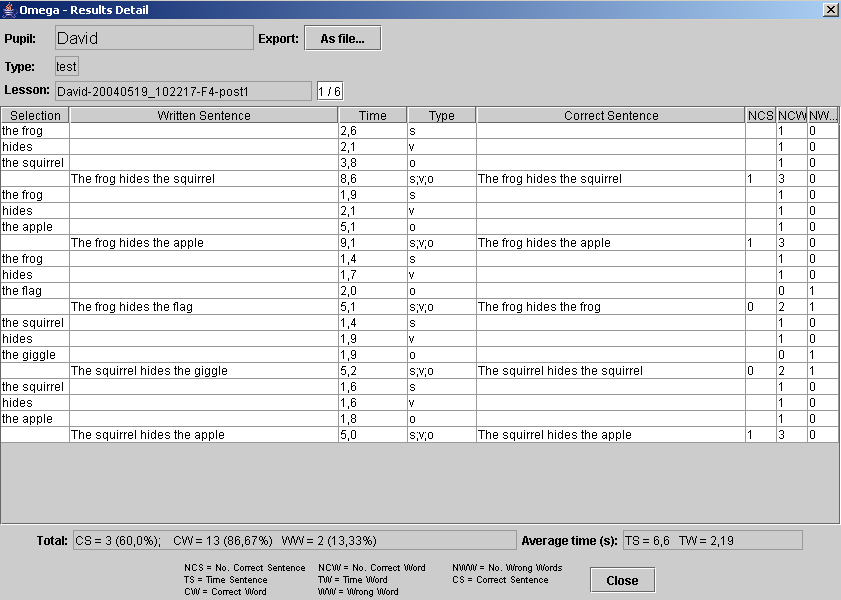 Omega - Results Detail
Pupil: David Export: As file...
Type: test
Lesson: David-20040519_102217-F4-post1 1 / 6
Selection Written Sentence Time Type Correct Sentence NCS NCW NW...
the frog 2,6 s 1 0
hides 2,1 v 1 0
the squirrel 3,8 o 1 0
The frog hides the squirrel 8,6 s;v;o The frog hides the squirrel 1 3 0
the frog 1,9 s 1 0
hides 2,1 v 1 0
the apple 5,1 o 1 0
The frog hides the apple 9,1 s;v;o The frog hides the apple 1 3 0
the frog 1,4 s 1 0
hides 1,7 v 1 0
the flag 2,0 o 0 1
The frog hides the flag 5,1 s;v;o The frog hides the frog 0 2 1
the squirrel 1,4 s 1 0
hides 1,9 v 1 0
the giggle 1,9 o 0 1
The squirrel hides the giggle 5,2 s;v;o The squirrel hides the squirrel 0 2 1
the squirrel 1,6 s 1 0
hides 1,6 v 1 0
the apple 1,8 o 1 0
The squirrel hides the apple 5,0 s;v;o The squirrel hides the apple 1 3 0
Total: CS = 3 (60,0%); CW = 13 (86,67%) WW = 2 (13,33%) Average time (s): TS = 6,6 TW = 2,19
NCS = No. Correct Sentence NCW = No. Correct Word NWW = No. Wrong Words
TS = Time Sentence TW = Time Word CS = Correct Sentence
CW = Correct Word WW = Wrong Word
Close